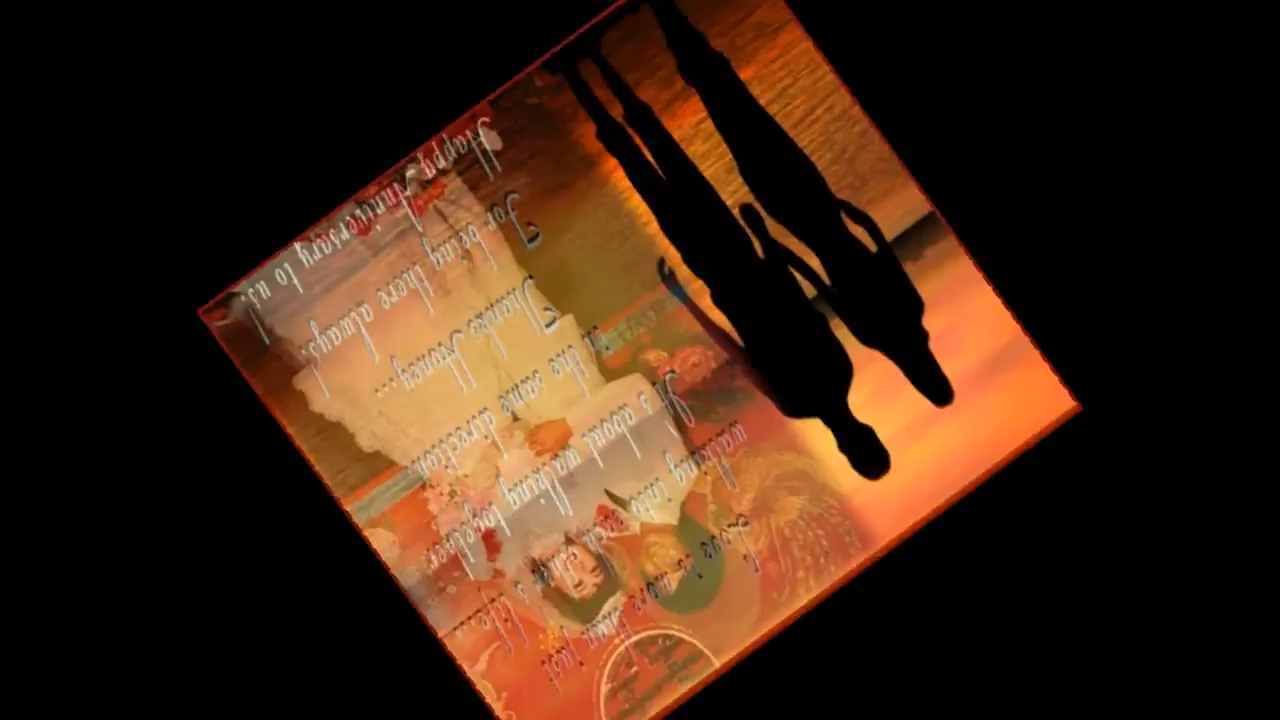 Love is more than just
walking into each other's life...
It's about walking together
in the same direction.
Thanks Honey...
For being there always.
Happy Anniversary to us!